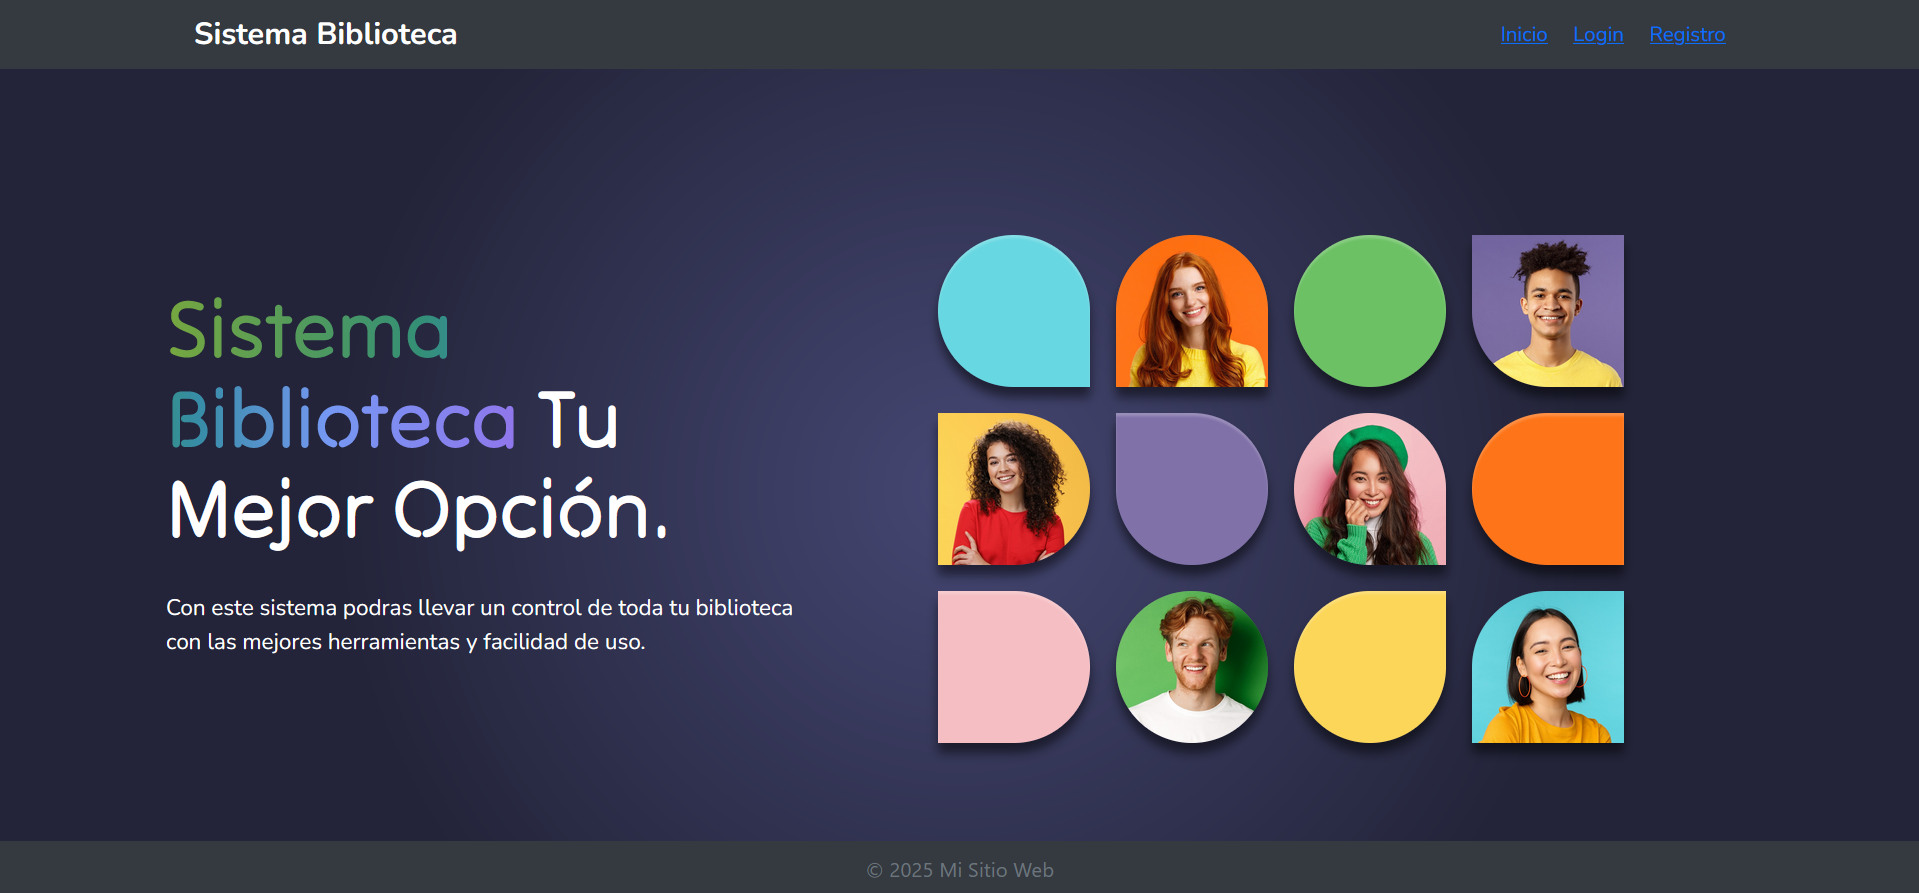 Sistema Biblioteca
Inicio Login Registro
Sistema
Biblioteca Tu
Mejor Opción.
Con este sistema podras llevar un control de toda tu biblioteca
con las mejores herramientas y facilidad de uso.
© 2025 Mi Sitio Web